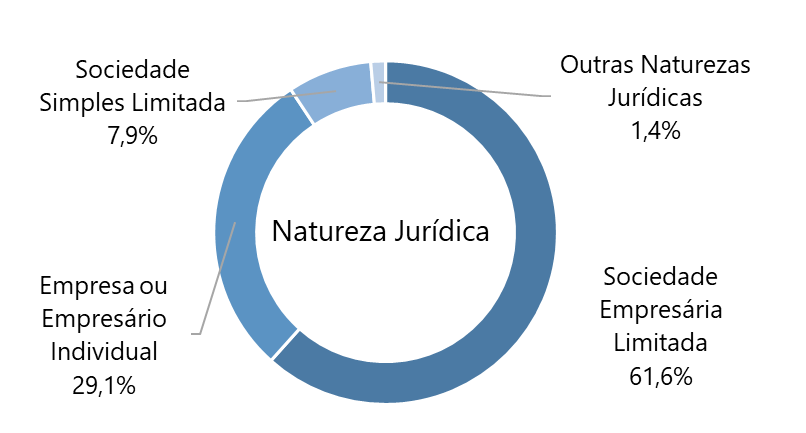 Sociedade
Simples Limitada
7,9%
Outras Naturezas
Jurídicas
1,4%
Natureza Jurídica
Empresa ou
Empresário
Individual
29,1%
Sociedade
Empresária
Limitada
61,6%